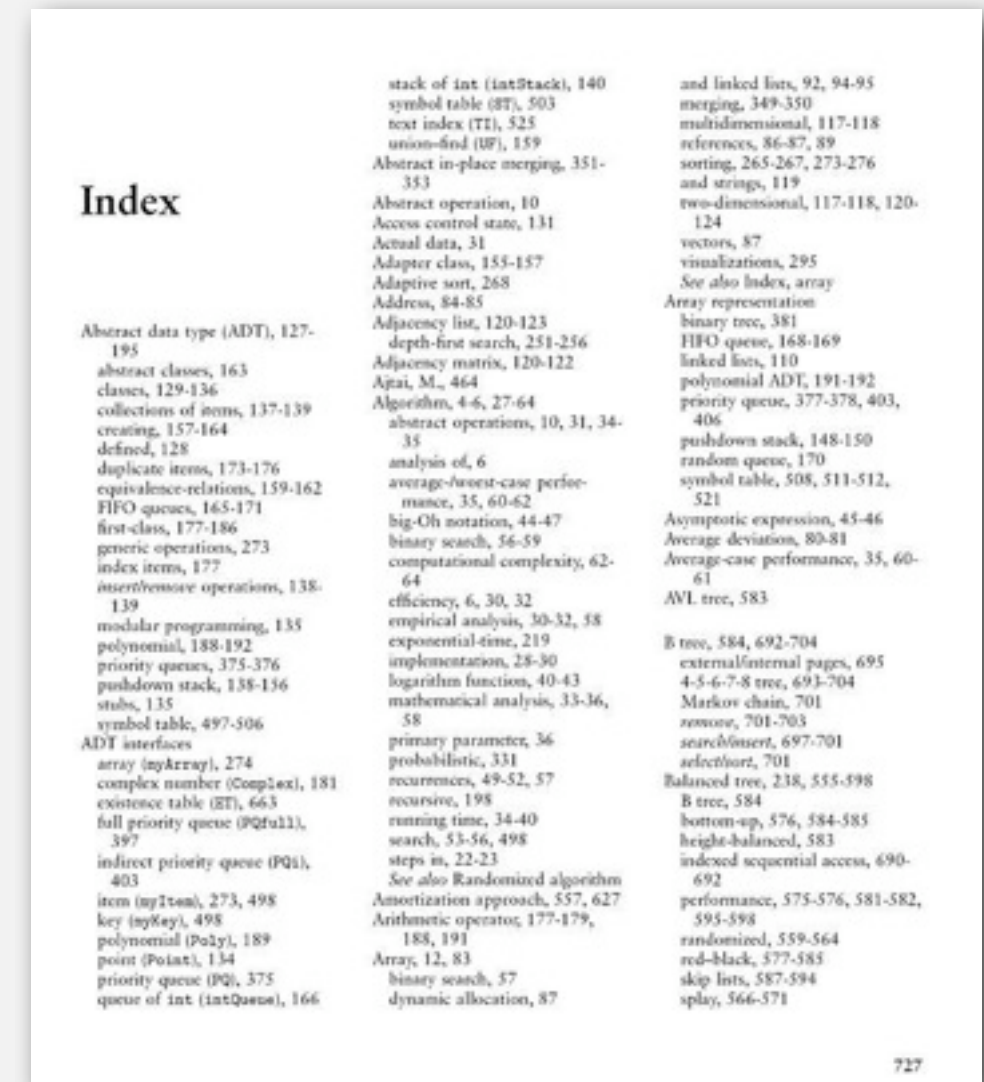 Index
Abstract data type (ADT), 127-
195
abstract classes, 163
classes, 129-136
collections of items, 137-139
creating, 157-164
defined, 128
duplicate items, 173-176
equivalence-relations, 159-162
FIFO queues, 165-171
first-class, 177-186
generic operations, 273
index items, 177
insert/remove operations, 138-
139
modular programming, 135
polynomial, 188-192
priority queues, 375-376
pushdown stack, 138-156
stubs, 135
symbol table, 497-506
ADT interfaces
array (myArray), 274
complex number (Complex), 181
existence table (ET), 663
full priority queue (PQfull),
397
indirect priority queue (PQi),
403
item (myItem), 273, 498
key (myKey), 498
polynomial (Poly), 189
point (Point), 134
priority queue (PQ), 375
queue of int (intQueue), 166
stack of int (intStack), 140
symbol table (ST), 503
text index (TI), 525
union–find (UF), 159
Abstract in-place merging, 351-
353
Abstract operation, 10
Access control state, 131
Actual data, 31
Adapter class, 155-157
Adaptive sort, 268
Address, 84-85
Adjacency list, 120-123
depth-first search, 251-256
Adjacency matrix, 120-122
Ajtai, M., 464
Algorithm, 4-6, 27-64
abstract operations, 10, 31, 34-
35
analysis of, 6
average-/worst-case perfor-
mance, 35, 60-62
big-Oh notation, 44-47
binary search, 56-59
computational complexity, 62-
64
efficiency, 6, 30, 32
empirical analysis, 30-32, 58
exponential-time, 219
implementation, 28-30
logarithm function, 40-43
mathematical analysis, 33-36,
58
primary parameter, 36
probabilistic, 331
recurrences, 49-52, 57
recursive, 198
running time, 34-40
search, 53-56, 498
steps in, 22-23
See also Randomized algorithm
Amortization approach, 557, 627
Arithmetic operator, 177-179,
188, 191
Array, 12, 83
binary search, 57
dynamic allocation, 87
and linked lists, 92, 94-95
merging, 349-350
multidimensional, 117-118
references, 86-87, 89
sorting, 265-267, 273-276
and strings, 119
two-dimensional, 117-118, 120-
124
vectors, 87
visualizations, 295
See also Index, array
Array representation
binary tree, 381
FIFO queue, 168-169
linked lists, 110
polynomial ADT, 191-192
priority queue, 377-378, 403,
406
pushdown stack, 148-150
random queue, 170
symbol table, 508, 511-512,
521
Asymptotic expression, 45-46
Average deviation, 80-81
Average-case performance, 35, 60-
61
AVL tree, 583
B tree, 584, 692-704
external/internal pages, 695
4-5-6-7-8 tree, 693-704
Markov chain, 701
remove, 701-703
search/insert, 697-701
select/sort, 701
Balanced tree, 238, 555-598
B tree, 584
bottom-up, 576, 584-585
height-balanced, 583
indexed sequential access, 690-
692
performance, 575-576, 581-582,
595-598
randomized, 559-564
red–black, 577-585
skip lists, 587-594
splay, 566-571
727